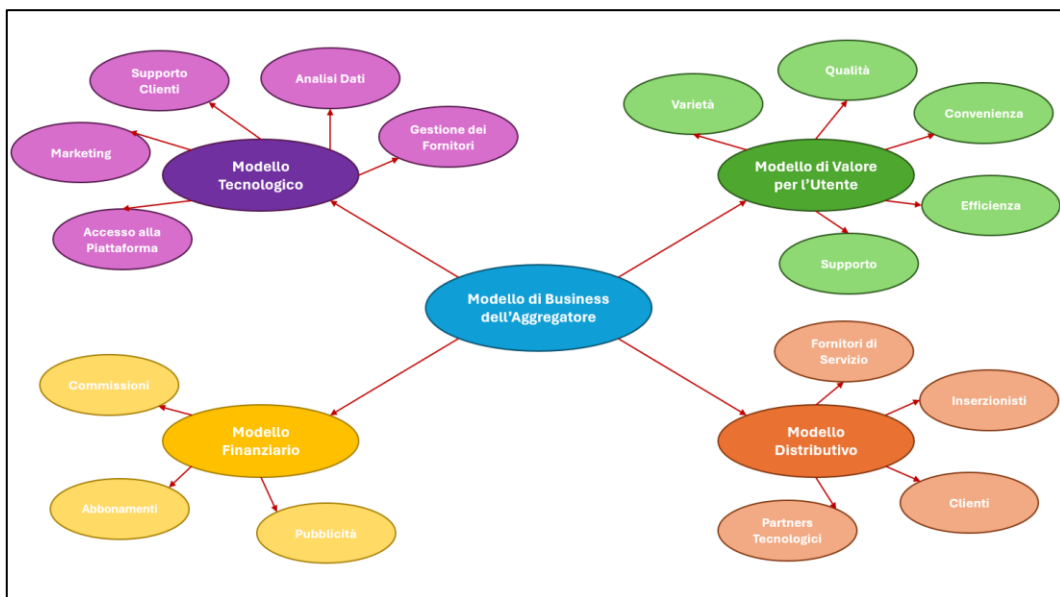 Supporto
Clienti
Analisi Dati
Marketing
Gestione dei
Fornitori
Modello
Tecnologico
Accesso alla
Piattaforma
Qualità
Varietà
Convenienza
Modello di Valore
per l'Utente
Efficienza
Supporto
Modello di Business
dell'Aggregatore
Commissioni
Modello
Finanziario
Abbonamenti
Pubblicità
Fornitori di
Servizio
Inserzionisti
Modello
Distributivo
Clienti
Partners
Tecnologici